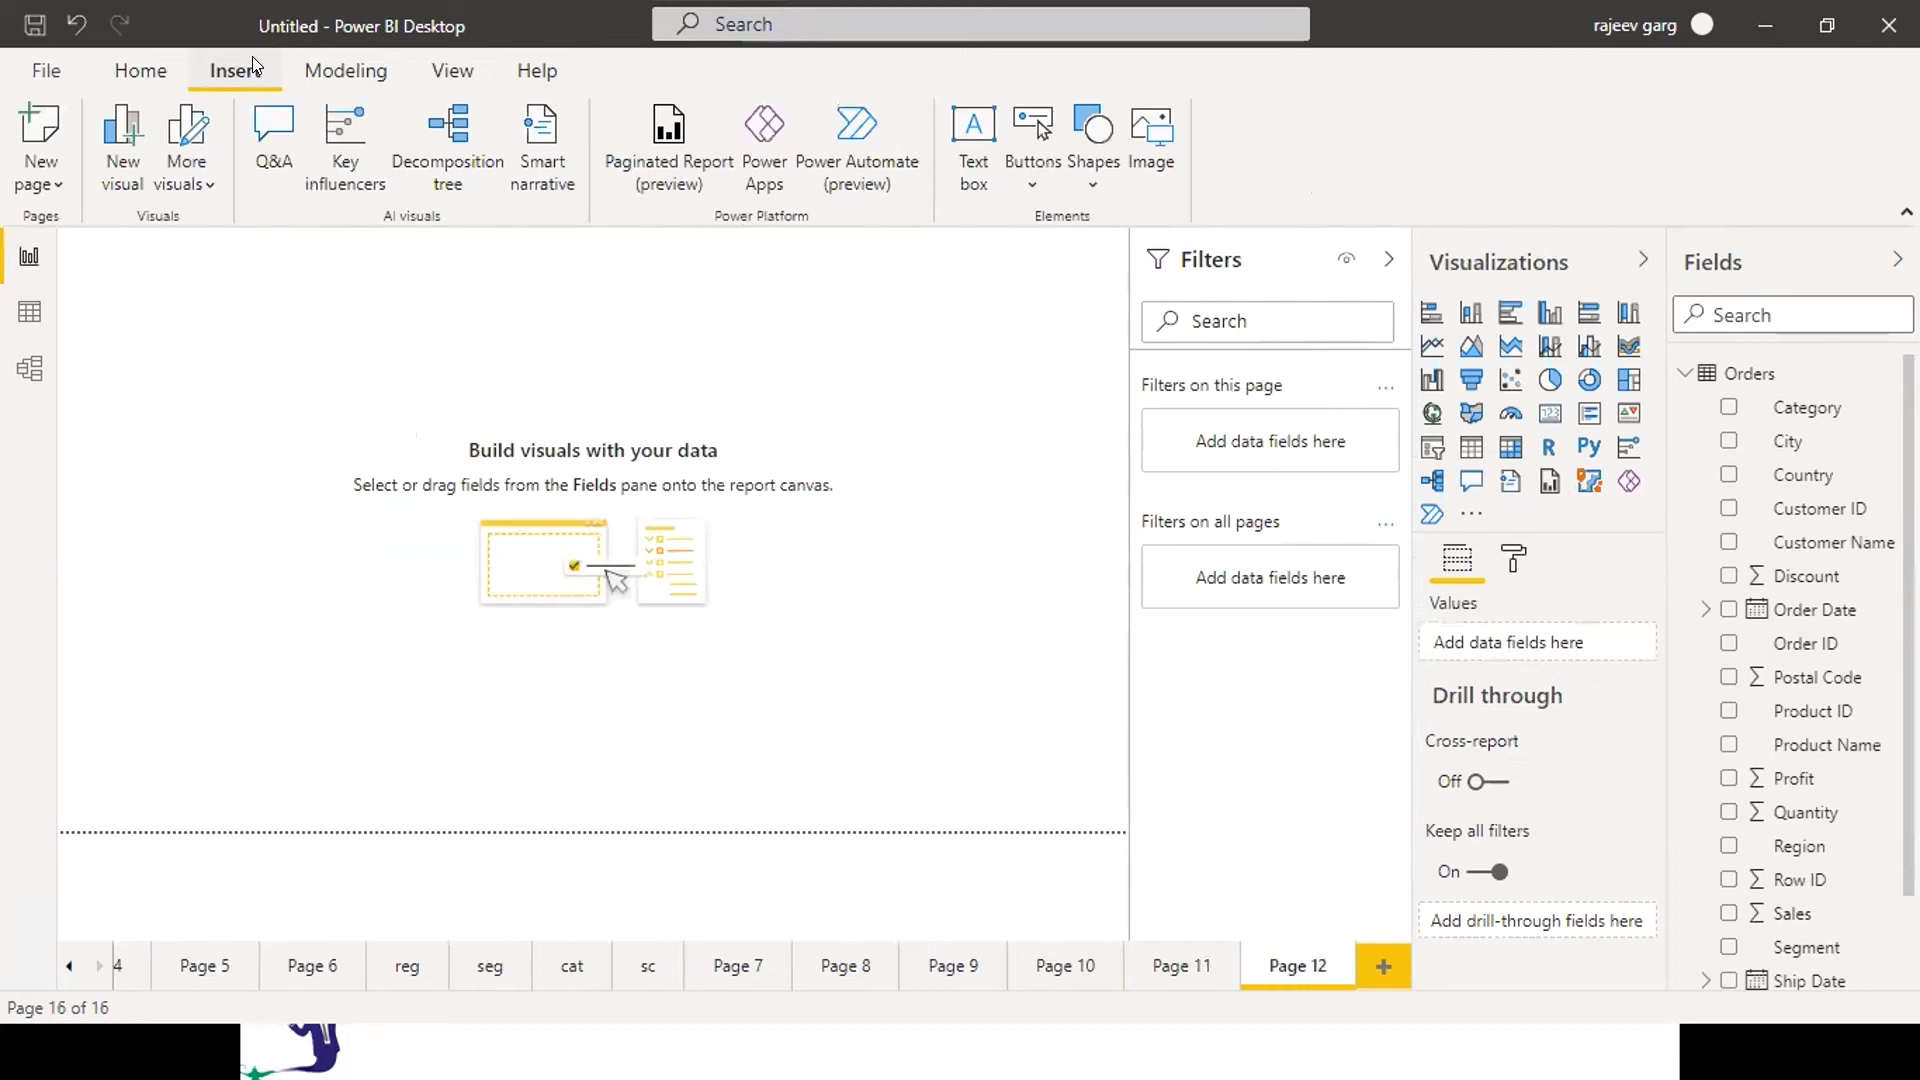 Untitled - Power BI Desktop
Search
rajeev garg
File
Home
Insert
Modeling
View
Help
New page
New visual
More visuals
Q&A
Key influencers
Decomposition tree
Smart narrative
Paginated Report (preview)
Power Apps
Power Automate (preview)
Text box
Buttons
Shapes
Image
Pages
Visuals
AI visuals
Power Platform
Elements
Build visuals with your data
Select or drag fields from the Fields pane onto the report canvas.
Filters
Search
Filters on this page
...
Add data fields here
Filters on all pages
...
Add data fields here
Visualizations
123
R
Py
...
Values
Add data fields here
Drill through
Cross-report
Off
Keep all filters
On
Add drill-through fields here
Fields
Search
Orders
Category
City
Country
Customer ID
Customer Name
∑ Discount
Order Date
Order ID
∑ Postal Code
Product ID
Product Name
∑ Profit
∑ Quantity
Region
∑ Row ID
∑ Sales
Segment
Ship Date
4
Page 5
Page 6
reg
seg
cat
sc
Page 7
Page 8
Page 9
Page 10
Page 11
Page 12
+
Page 16 of 16